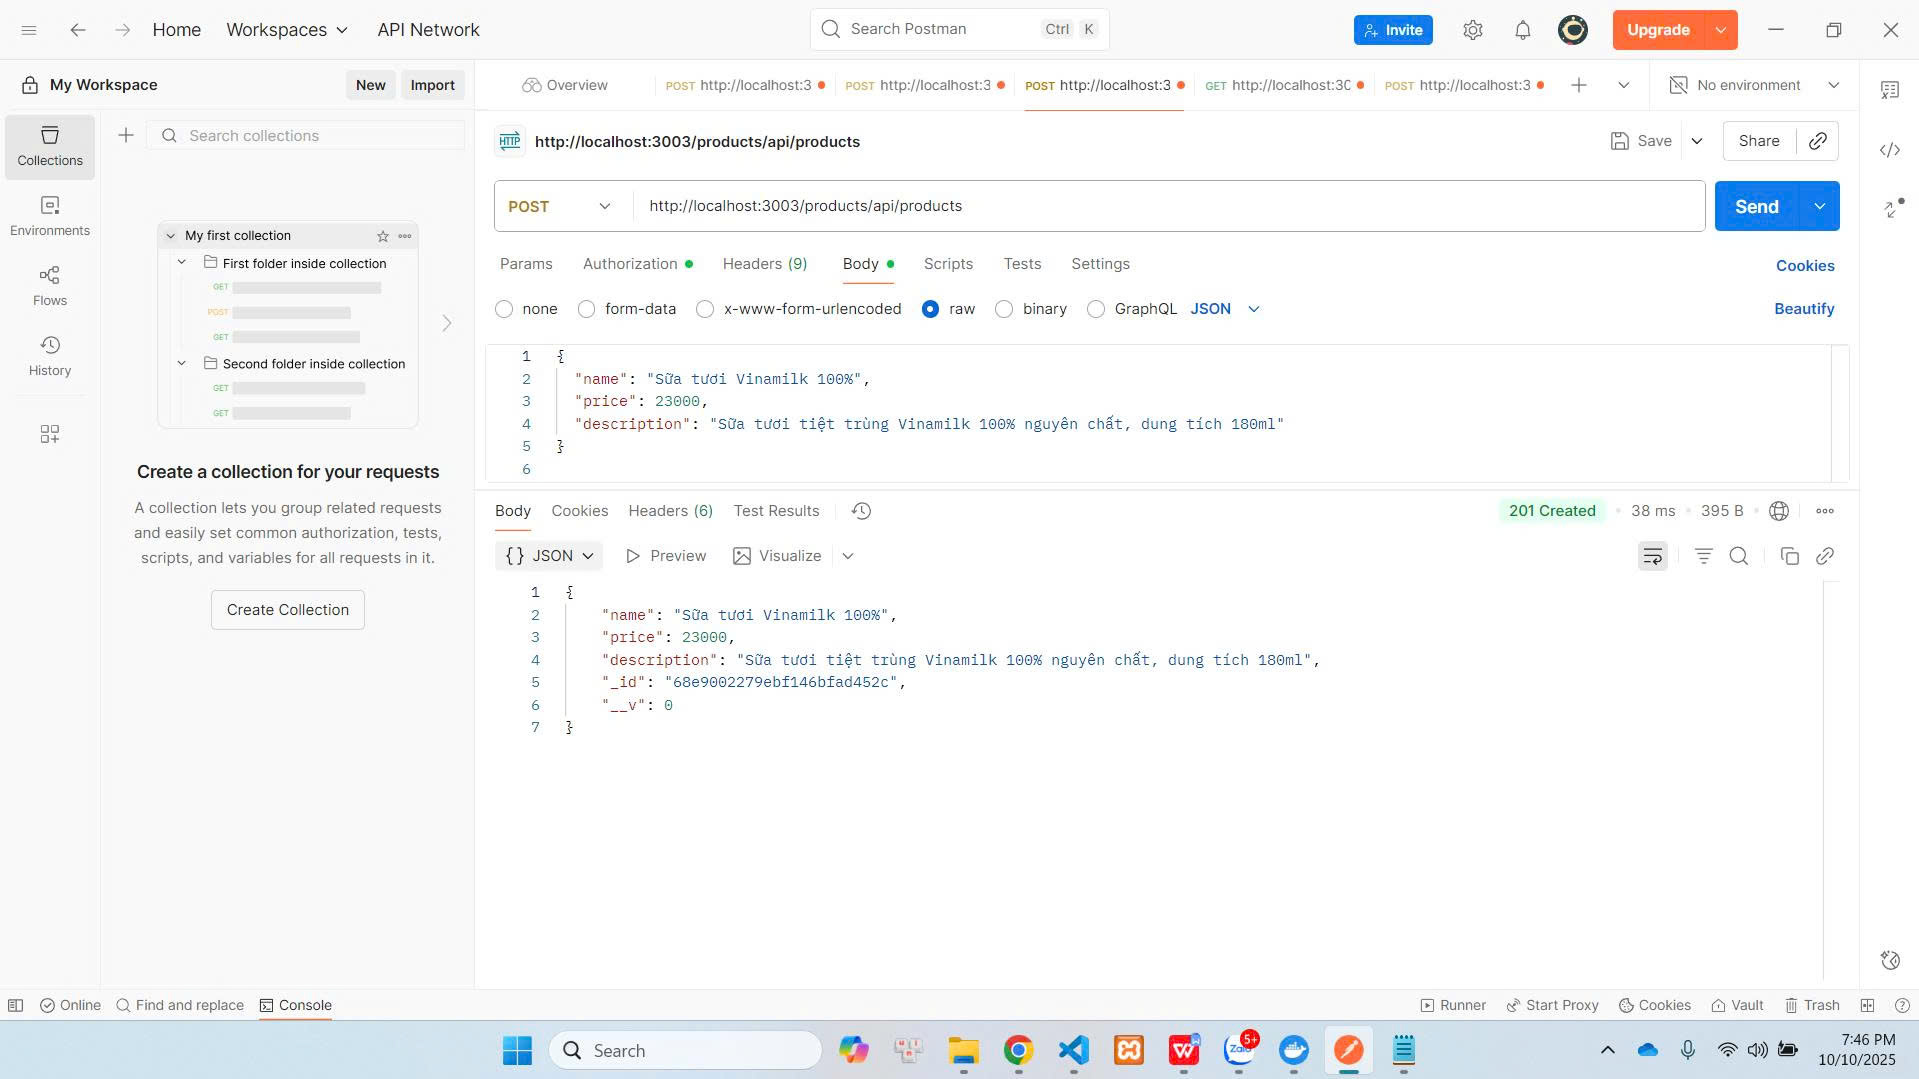 Home
Workspaces
API Network
Search Postman
Ctrl
K
Invite
Upgrade
My Workspace
New
Import
Overview
POST http://localhost:3
POST http://localhost:3
POST http://localhost:3
GET http://localhost:30
POST http://localhost:3
No environment
Collections
Environments
Flows
History
Search collections
My first collection
First folder inside collection
GET
POST
GET
Second folder inside collection
GET
GET
Create a collection for your requests
A collection lets you group related requests
and easily set common authorization, tests,
scripts, and variables for all requests in it.
Create Collection
HTTP
http://localhost:3003/products/api/products
Save
Share
POST
http://localhost:3003/products/api/products
Send
Params
Authorization
Headers (9)
Body
Scripts
Tests
Settings
Cookies
none
form-data
x-www-form-urlencoded
raw
binary
GraphQL
JSON
Beautify
1 {
2 "name": "Sữa tươi Vinamilk 100%",
3 "price": 23000,
4 "description": "Sữa tươi tiệt trùng Vinamilk 100% nguyên chất, dung tích 180ml"
5 }
6
Body
Cookies
Headers (6)
Test Results
201 Created
38 ms
395 B
{} JSON
Preview
Visualize
1 {
2 "name": "Sữa tươi Vinamilk 100%",
3 "price": 23000,
4 "description": "Sữa tươi tiệt trùng Vinamilk 100% nguyên chất, dung tích 180ml",
5 "_id": "68e9002279ebf146bfad452c",
6 "__v": 0
7 }
Online
Find and replace
Console
Runner
Start Proxy
Cookies
Vault
Trash
Search
Zalo
5+
7:46 PM
10/10/2025